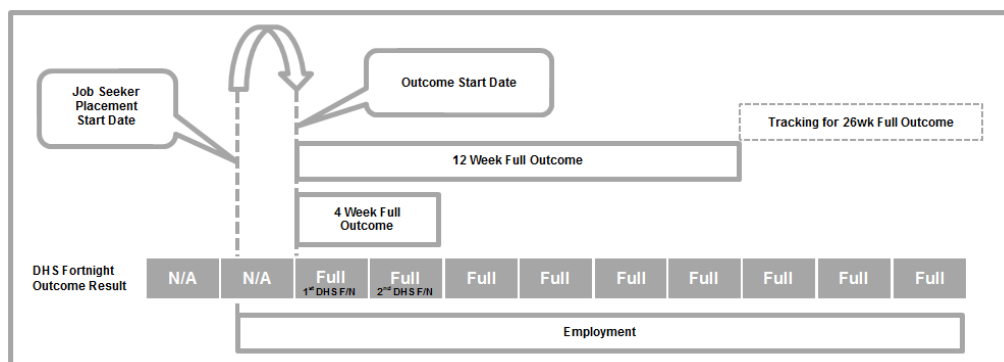 Job Seeker
Placement
Start Date
Outcome Start Date
Tracking for 26wk Full Outcome
12 Week Full Outcome
4 Week Full
Outcome
DHS Fortnight
Outcome Result
N/A
N/A
Full
1st DHS F/N
Full
2nd DHS F/N
Full
Full
Full
Full
Full
Full
Full
Employment